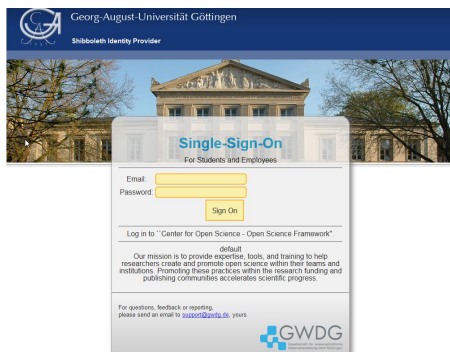 Georg-August-Universität Göttingen
Shibboleth Identity Provider
Single-Sign-On
For Students and Employees
Email:
Password:
Sign On
Log in to ``Center for Open Science - Open Science Framework''.
default
Our mission is to provide expertise, tools, and training to help
researchers create and promote open science within their teams and
institutions. Promoting these practices within the research funding and
publishing communities accelerates scientific progress.
For questions, feedback or reporting,
please send an email to support@gwdg.de, yours
GWDG